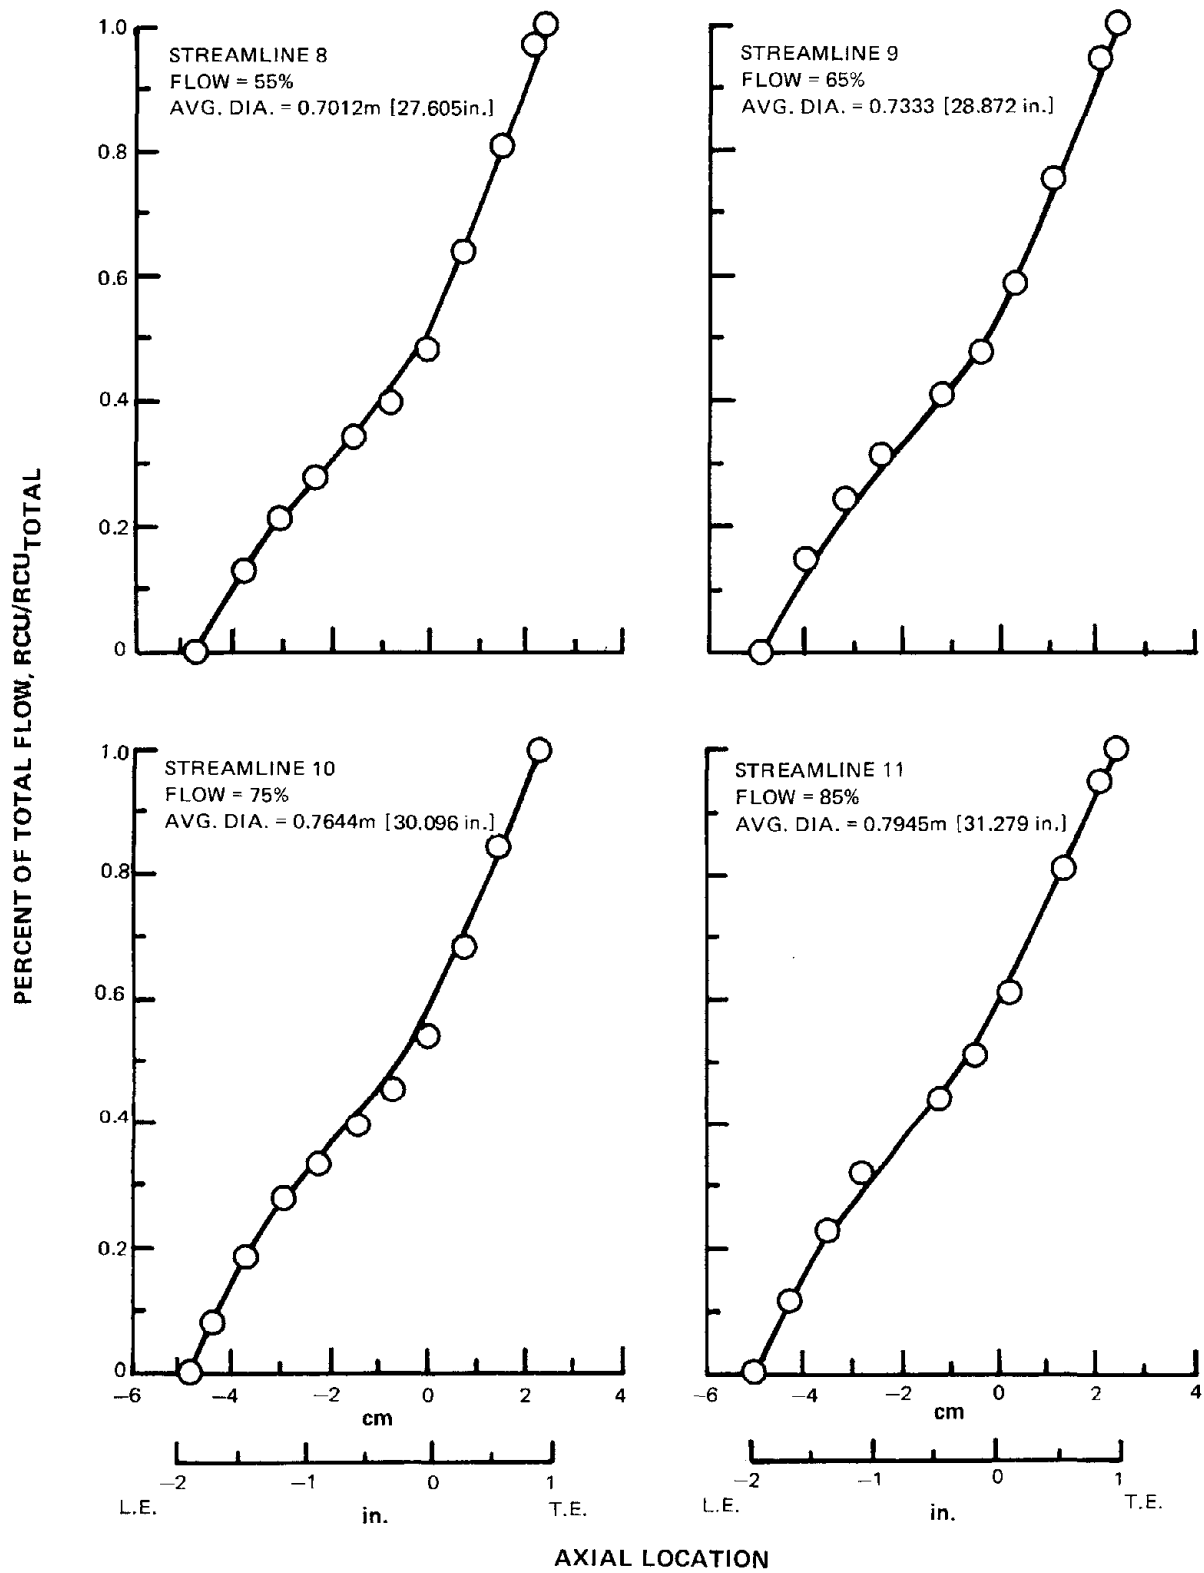 PERCENT OF TOTAL FLOW, RCU/RCU TOTAL
1.0
0.8
0.6
0.4
0.2
0
STREAMLINE 8
FLOW = 55%
AVG. DIA. = 0.7012m [27.605in.]
STREAMLINE 9
FLOW = 65%
AVG. DIA. = 0.7333 [28.872 in.]
1.0
0.8
0.6
0.4
0.2
0
STREAMLINE 10
FLOW = 75%
AVG. DIA. = 0.7644m [30.096 in.]
STREAMLINE 11
FLOW = 85%
AVG. DIA. = 0.7945m [31.279 in.]
−6 −4 −2 0 2 4
cm
−6 −4 −2 0 2 4
cm
−2 −1 0 1
L.E. in. T.E.
−2 −1 0 1
L.E. in. T.E.
AXIAL LOCATION